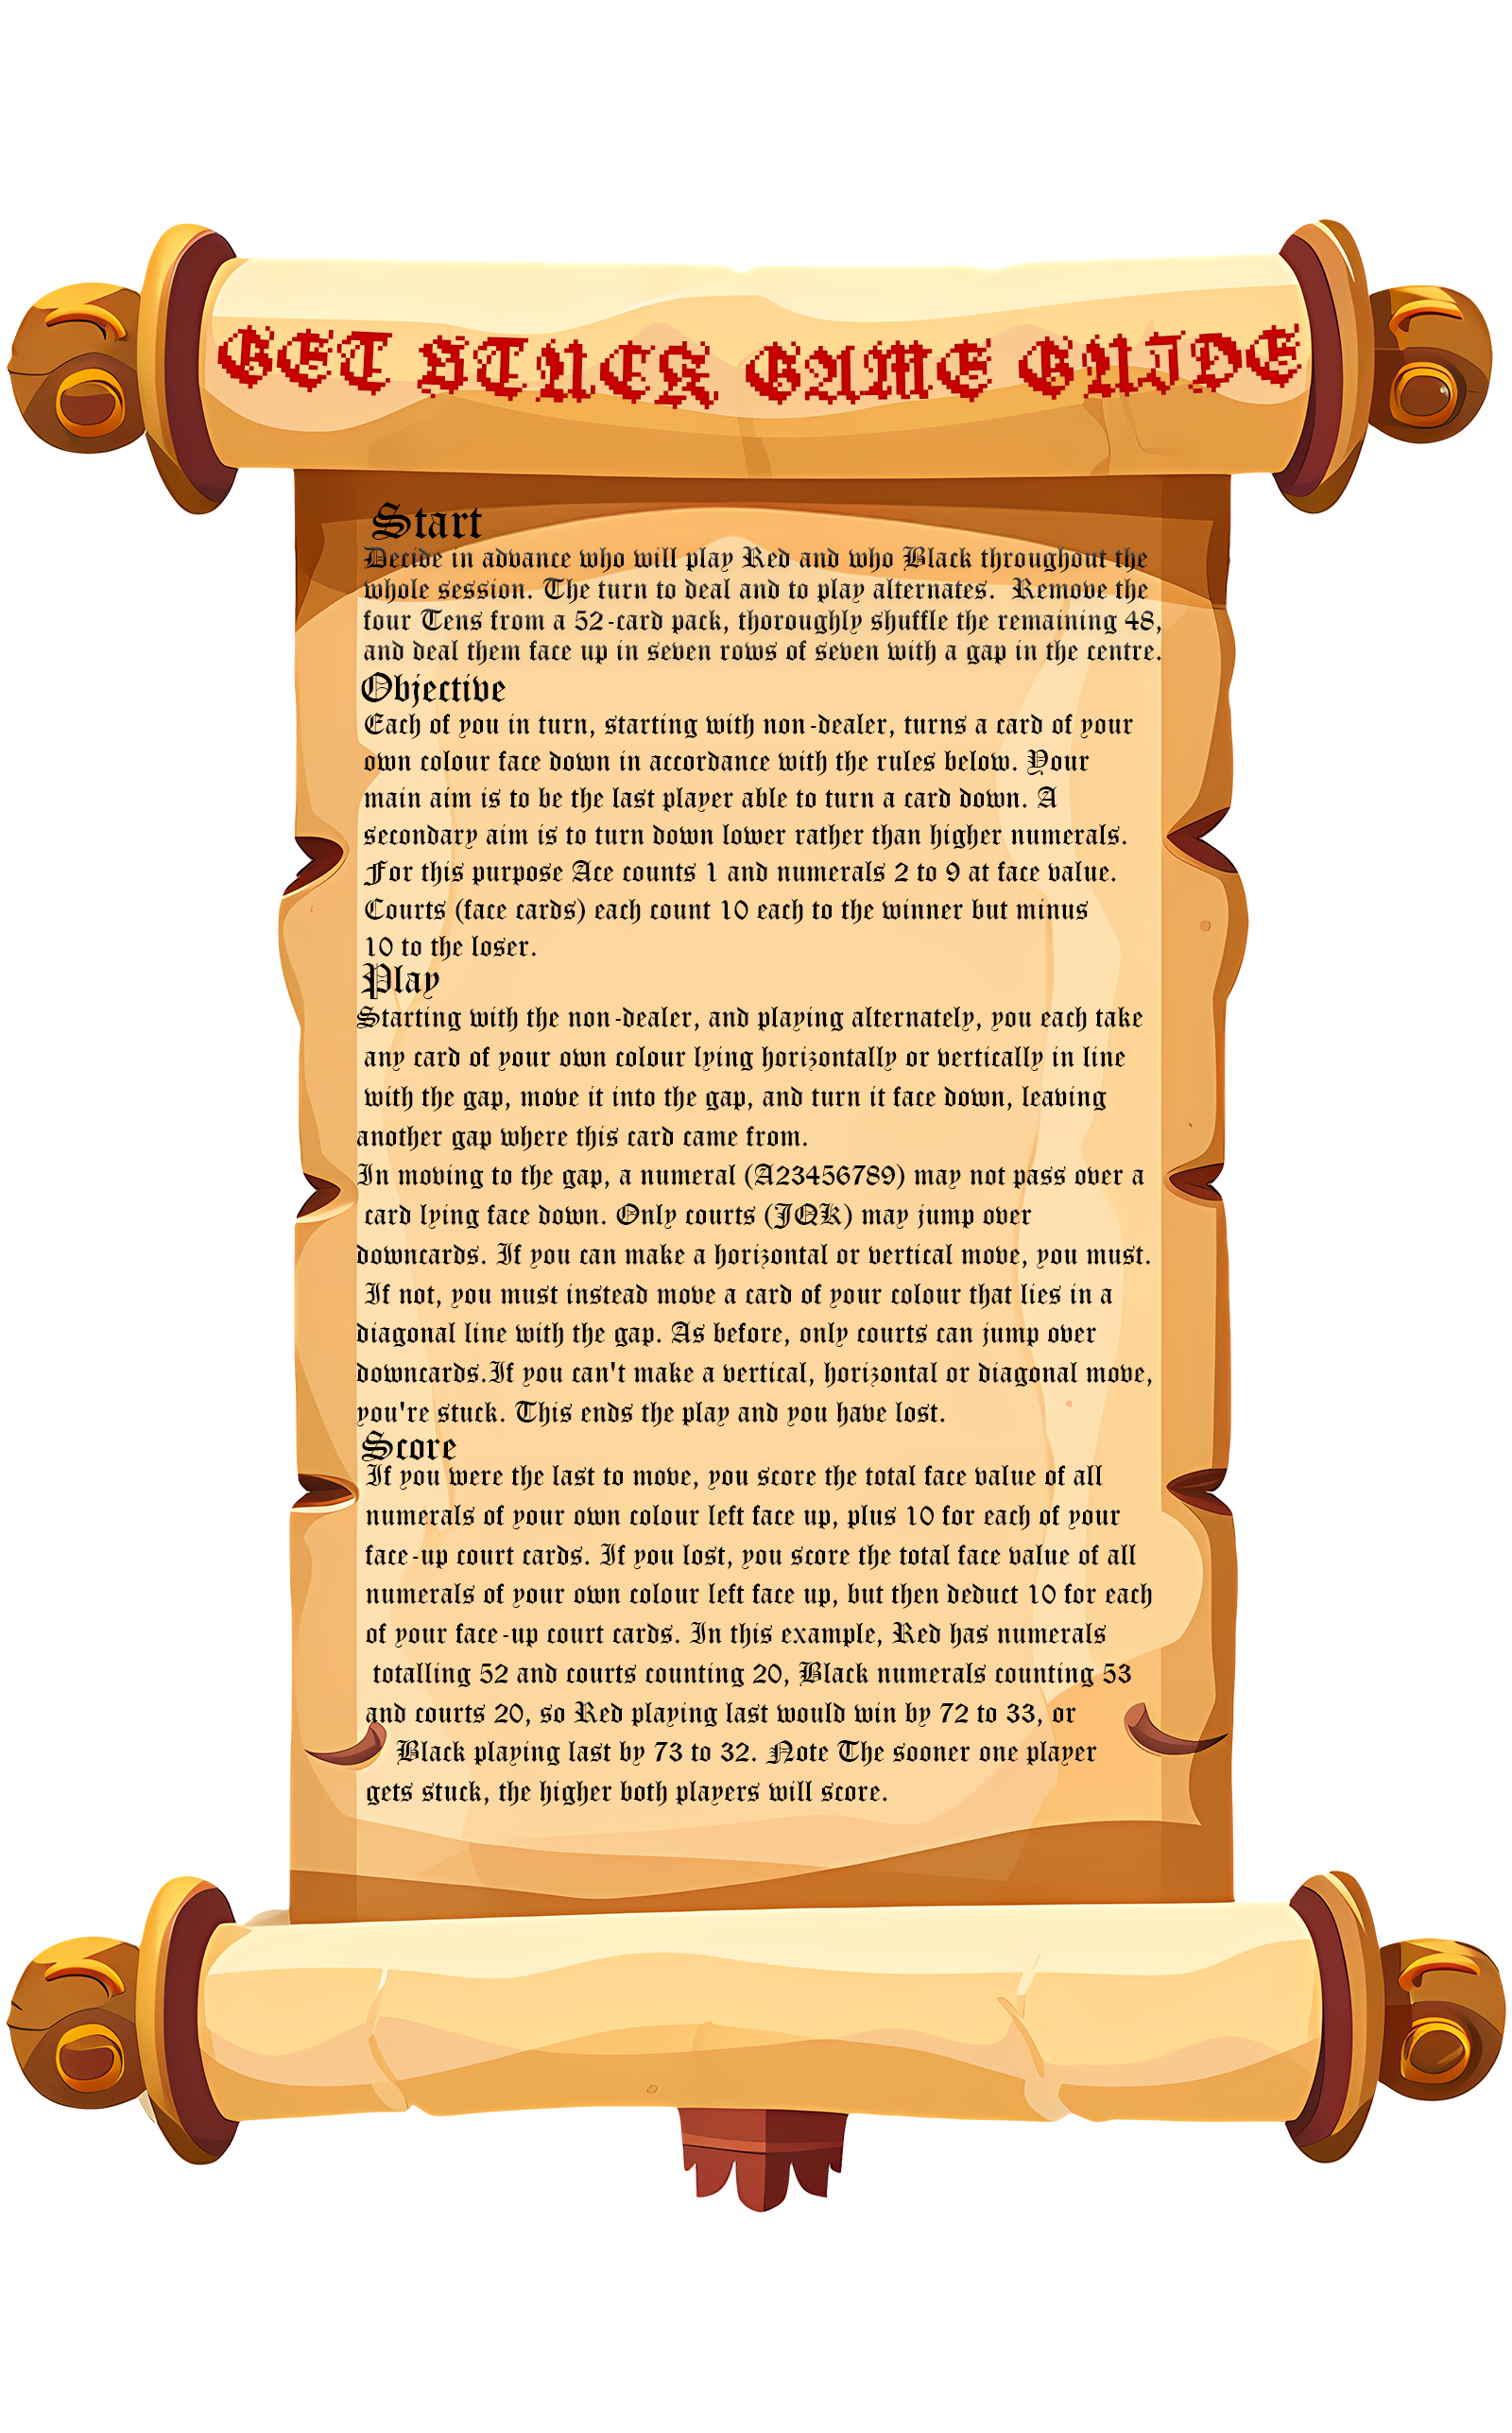 GET STUCK GAME GUIDE
Start
Decide in advance who will play Red and who Black throughout the
whole session. The turn to deal and to play alternates. Remove the
four Tens from a 52-card pack, thoroughly shuffle the remaining 48,
and deal them face up in seven rows of seven with a gap in the centre.
Objective
Each of you in turn, starting with non-dealer, turns a card of your
own colour face down in accordance with the rules below. Your
main aim is to be the last player able to turn a card down. A
secondary aim is to turn down lower rather than higher numerals.
For this purpose Ace counts 1 and numerals 2 to 9 at face value.
Courts (face cards) each count 10 each to the winner but minus
10 to the loser.
Play
Starting with the non-dealer, and playing alternately, you each take
any card of your own colour lying horizontally or vertically in line
with the gap, move it into the gap, and turn it face down, leaving
another gap where this card came from.
In moving to the gap, a numeral (A23456789) may not pass over a
card lying face down. Only courts (JQK) may jump over
downcards. If you can make a horizontal or vertical move, you must.
If not, you must instead move a card of your colour that lies in a
diagonal line with the gap. As before, only courts can jump over
downcards.If you can't make a vertical, horizontal or diagonal move,
you're stuck. This ends the play and you have lost.
Score
If you were the last to move, you score the total face value of all
numerals of your own colour left face up, plus 10 for each of your
face-up court cards. If you lost, you score the total face value of all
numerals of your own colour left face up, but then deduct 10 for each
of your face-up court cards. In this example, Red has numerals
totalling 52 and courts counting 20, Black numerals counting 53
and courts 20, so Red playing last would win by 72 to 33, or
Black playing last by 73 to 32. Note The sooner one player
gets stuck, the higher both players will score.